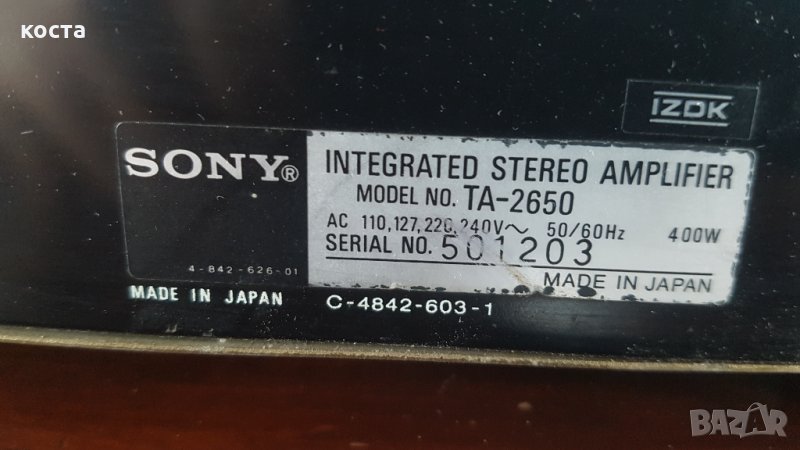 коста
IZDK
SONY®
INTEGRATED STEREO AMPLIFIER
MODEL NO. TA-2650
AC 110,127,220,240V~ 50/60Hz 400W
SERIAL NO. 501203
4-842-626-01
MADE IN JAPAN
MADE IN JAPAN
C-4842-603-1
BAZAR